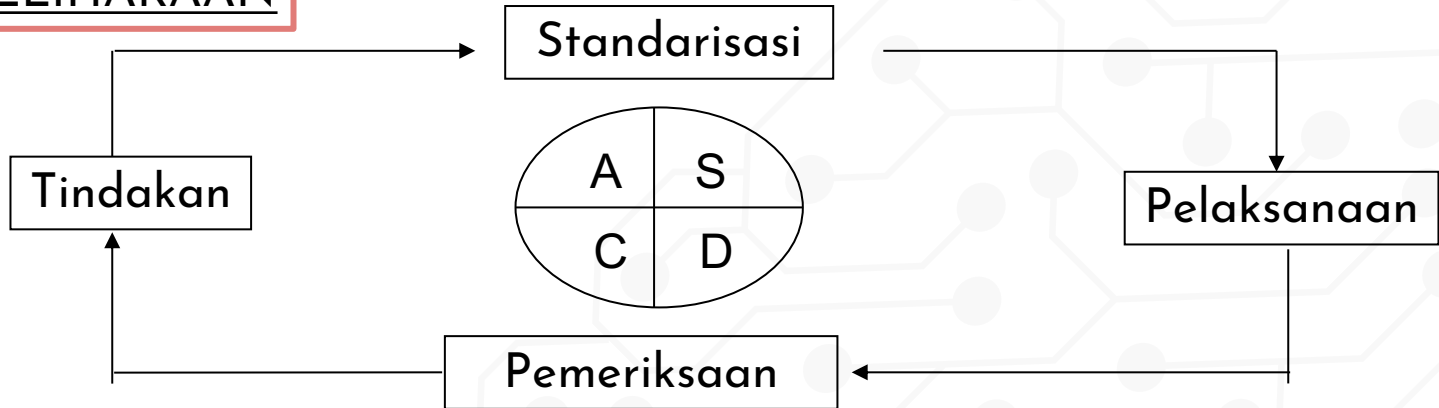 Standarisasi
A S
Tindakan
Pelaksanaan
C D
Pemeriksaan